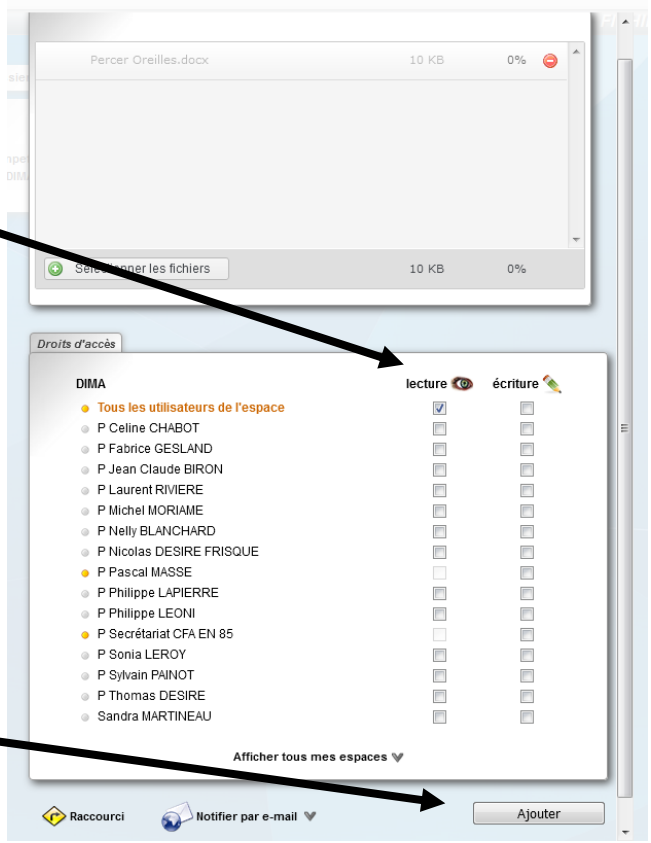 Percer Oreilles.docx 10 KB 0%
Sélectionner les fichiers 10 KB 0%
Droits d'accès
DIMA lecture écriture
Tous les utilisateurs de l'espace
P Celine CHABOT
P Fabrice GESLAND
P Jean Claude BIRON
P Laurent RIVIERE
P Michel MORIAME
P Nelly BLANCHARD
P Nicolas DESIRE FRISQUE
P Pascal MASSE
P Philippe LAPIERRE
P Philippe LEONI
P Secrétariat CFA EN 85
P Sonia LEROY
P Sylvain PAINOT
P Thomas DESIRE
Sandra MARTINEAU
Afficher tous mes espaces
Raccourci Notifier par e-mail Ajouter